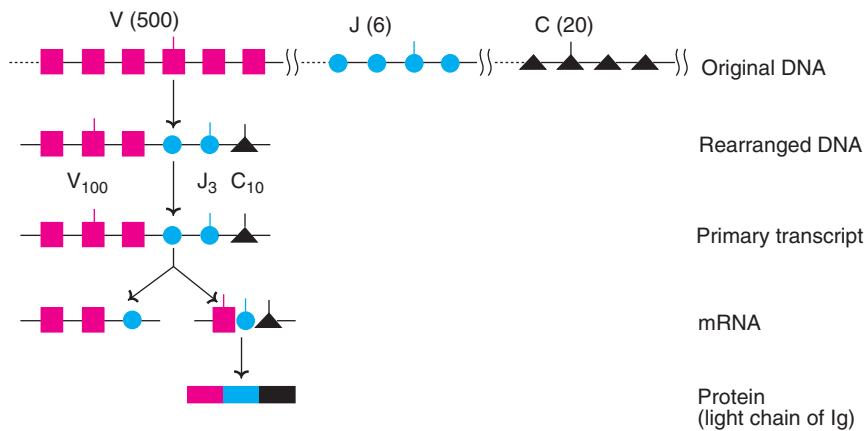 V (500)
J (6)
C (20)
Original DNA
Rearranged DNA
V₁₀₀
J₃
C₁₀
Primary transcript
mRNA
Protein
(light chain of Ig)